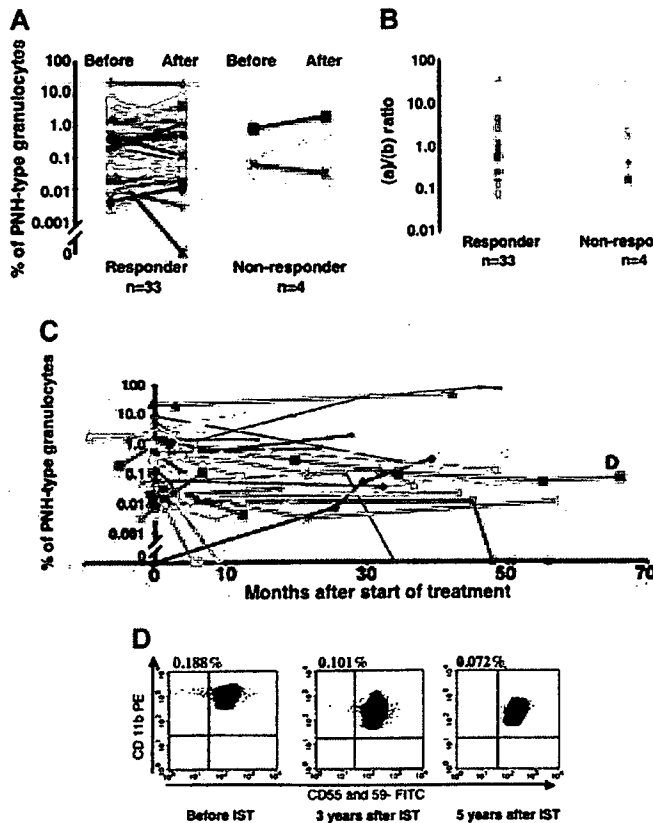 A
% of PNH-type granulocytes
100
10.0
1.0
0.1
0.01
0.001
0
Before After Before After
Responder
n=33
Non-responder
n=4
B
(a)/(b) ratio
100
10.0
1.0
0.1
0.01
Responder
n=33
Non-respo
n=4
C
% of PNH-type granulocytes
100
10.0
1.0
0.1
0.01
0.001
0
D
0 10 30 50 70
Months after start of treatment
D
0.188% 0.101% 0.072%
CD 11b PE
CD55 and 59- FITC
Before IST 3 years after IST 5 years after IST